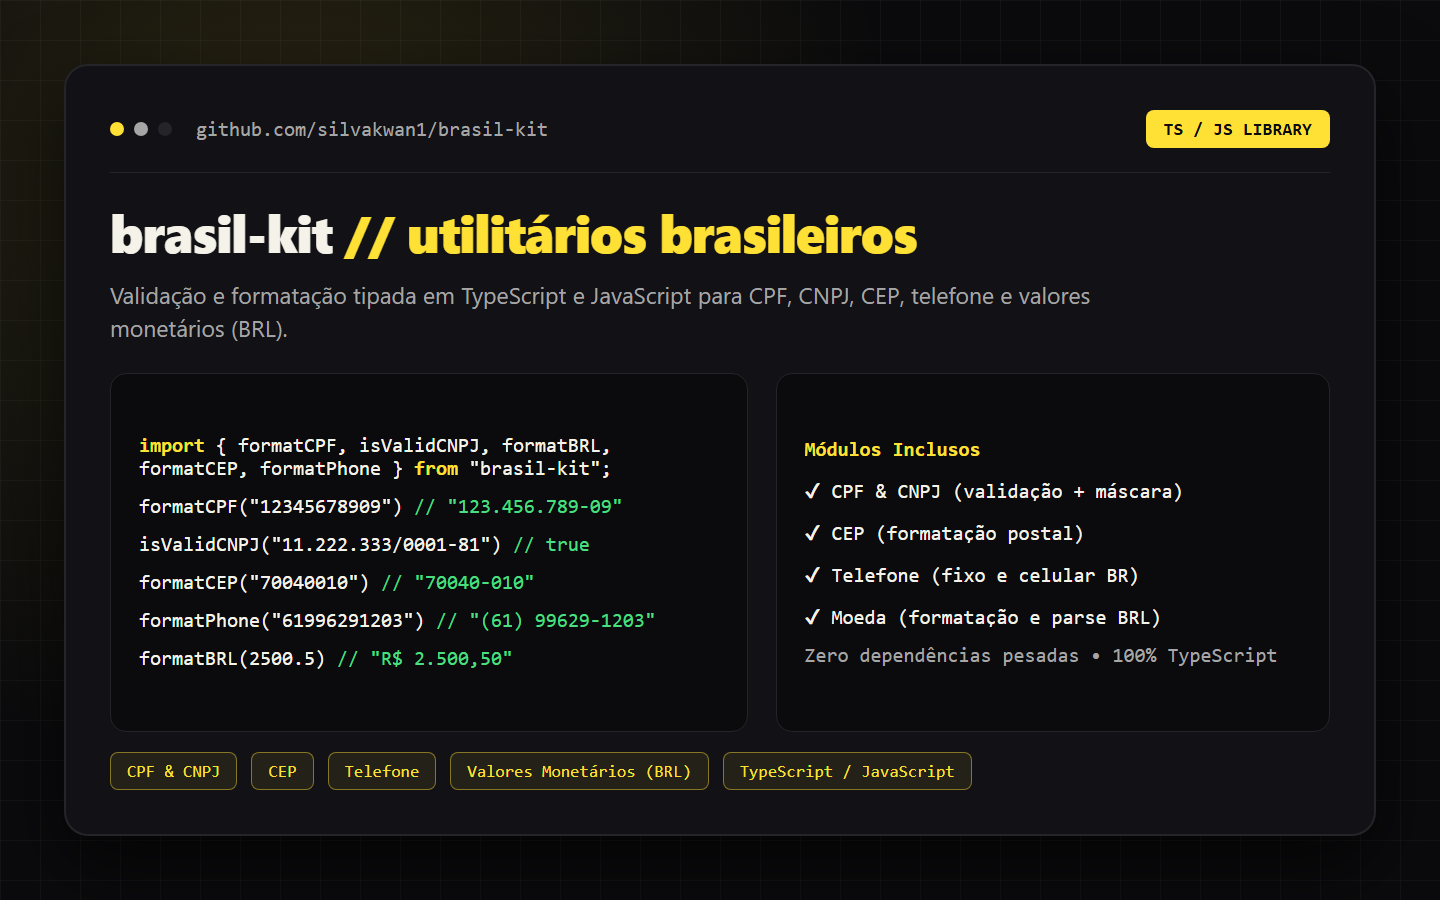 github.com/silvakwan1/brasil-kit
TS / JS LIBRARY
brasil-kit // utilitários brasileiros
Validação e formatação tipada em TypeScript e JavaScript para CPF, CNPJ, CEP, telefone e valores
monetários (BRL).
import { formatCPF, isValidCNPJ, formatBRL,
formatCEP, formatPhone } from "brasil-kit";
formatCPF("12345678909") // "123.456.789-09"
isValidCNPJ("11.222.333/0001-81") // true
formatCEP("70040010") // "70040-010"
formatPhone("61996291203") // "(61) 99629-1203"
formatBRL(2500.5) // "R$ 2.500,50"
Módulos Inclusos
✓ CPF & CNPJ (validação + máscara)
✓ CEP (formatação postal)
✓ Telefone (fixo e celular BR)
✓ Moeda (formatação e parse BRL)
Zero dependências pesadas • 100% TypeScript
CPF & CNPJ
CEP
Telefone
Valores Monetários (BRL)
TypeScript / JavaScript